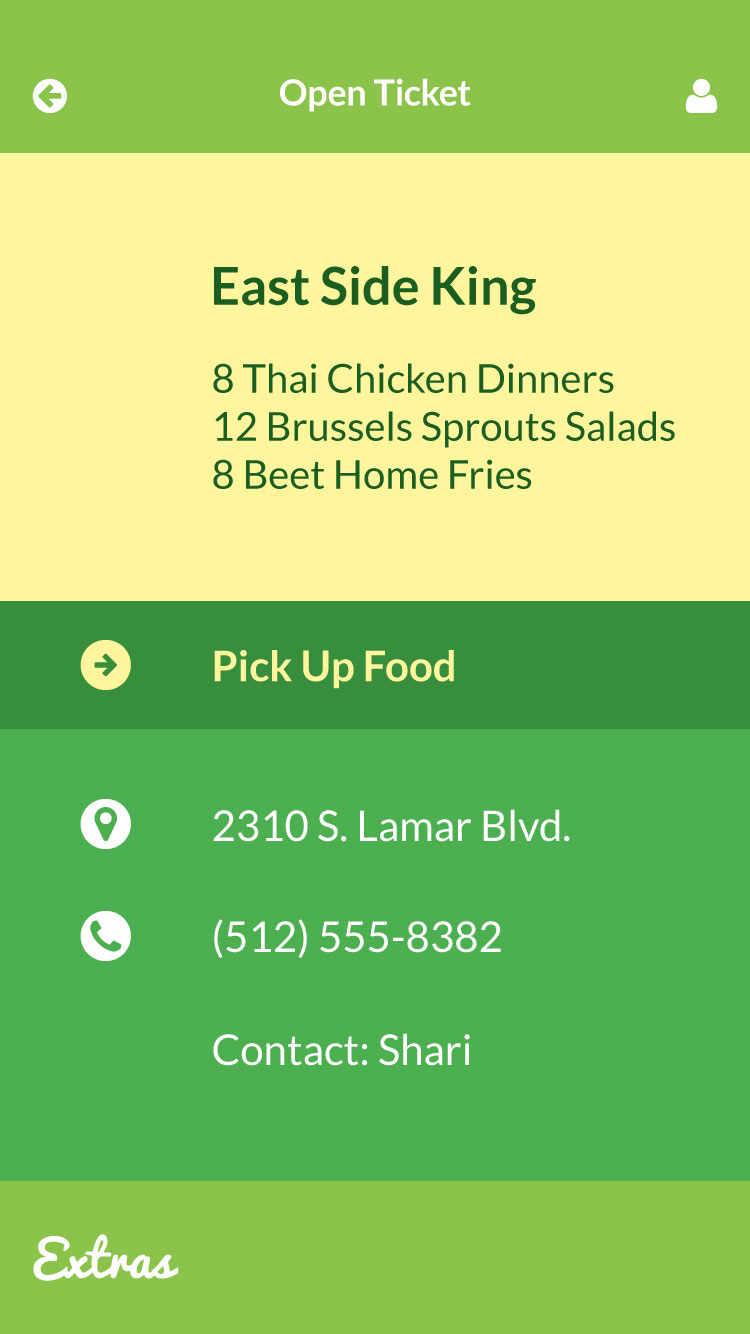 Open Ticket
East Side King
8 Thai Chicken Dinners
12 Brussels Sprouts Salads
8 Beet Home Fries
Pick Up Food
2310 S. Lamar Blvd.
(512) 555-8382
Contact: Shari
Extras